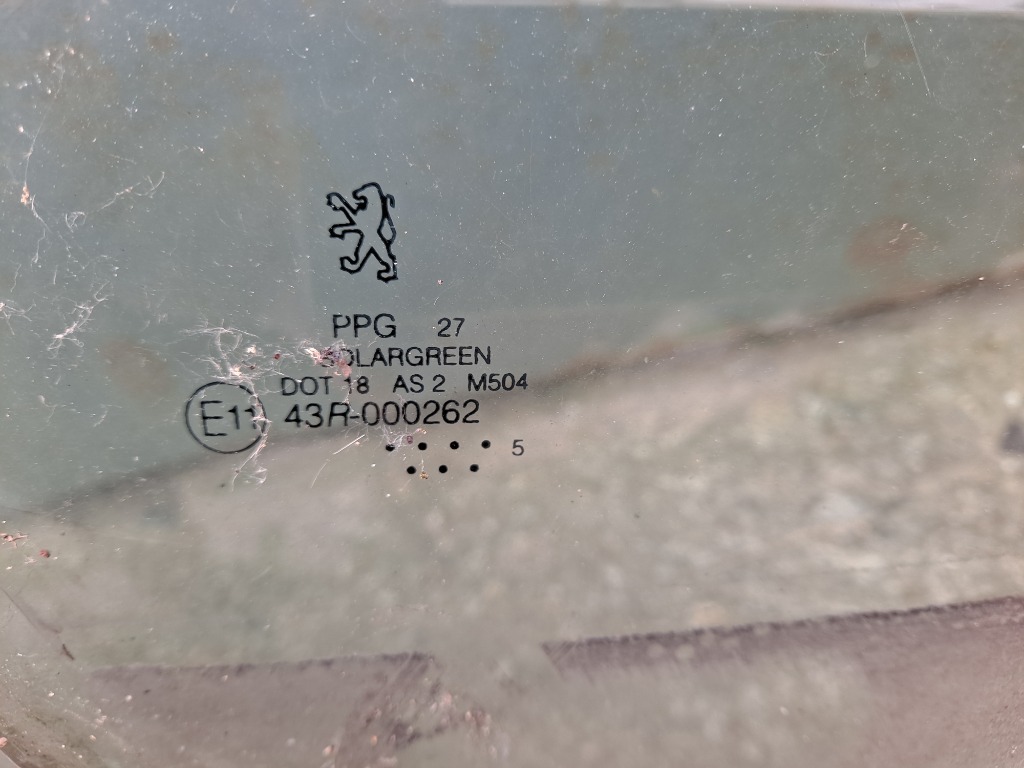 PPG 27
SOLARGREEN
DOT 18 AS 2 M504
E11 43R-000262
5